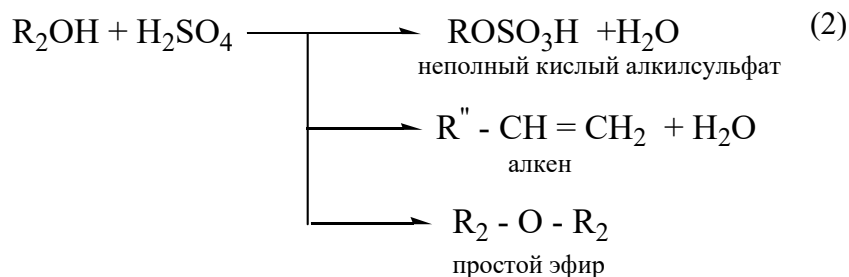 R₂OH + H₂SO₄ ROSO₃H +H₂O (2)
неполный кислый алкилсульфат
R" - CH = CH₂ + H₂O
алкен
R₂ - O - R₂
простой эфир